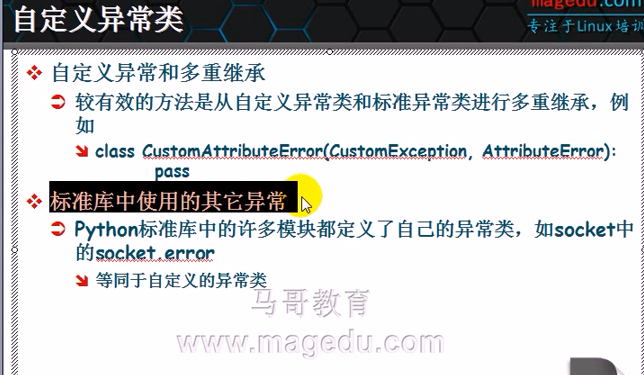 自定义异常类
magedu.com
专注于Linux培训
自定义异常和多重继承
较有效的方法是从自定义异常类和标准异常类进行多重继承，例
如
class CustomAttributeError(CustomException, AttributeError):
pass
标准库中使用的其它异常
Python标准库中的许多模块都定义了自己的异常类，如socket中
的socket.error
等同于自定义的异常类
马哥教育
www.magedu.com